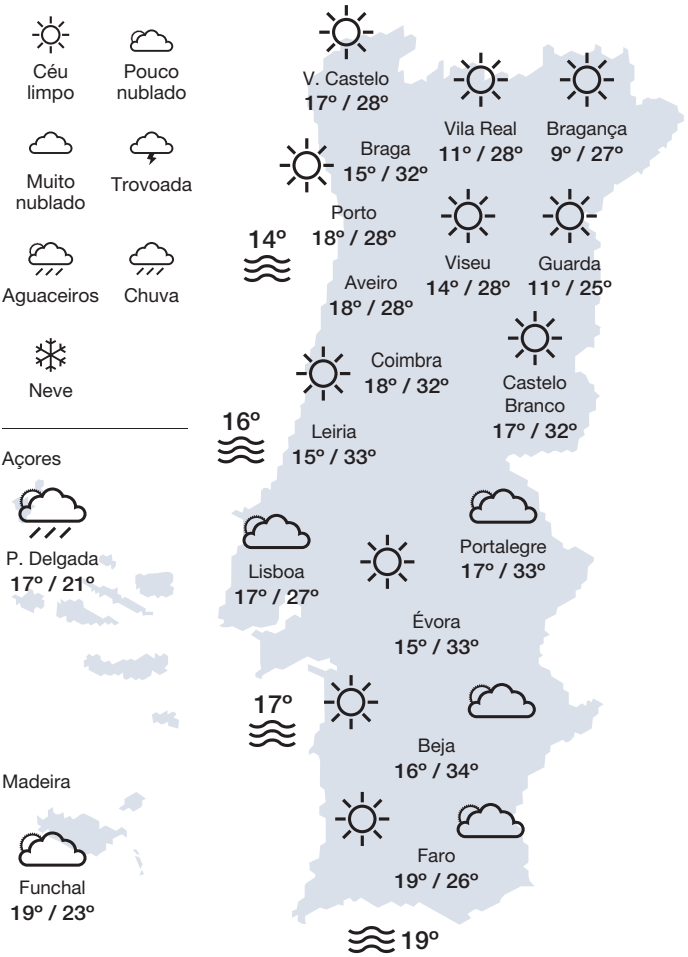 Céu
limpo
Pouco
nublado
Muito
nublado
Trovoada
Aguaceiros
Chuva
Neve
Açores
P. Delgada
17º / 21º
Madeira
Funchal
19º / 23º
V. Castelo
17º / 28º
Vila Real
11º / 28º
Bragança
9º / 27º
Braga
15º / 32º
Porto
18º / 28º
14º
Viseu
14º / 28º
Guarda
11º / 25º
Aveiro
18º / 28º
Coimbra
18º / 32º
Castelo
Branco
17º / 32º
16º
Leiria
15º / 33º
Lisboa
17º / 27º
Portalegre
17º / 33º
Évora
15º / 33º
17º
Beja
16º / 34º
Faro
19º / 26º
19º